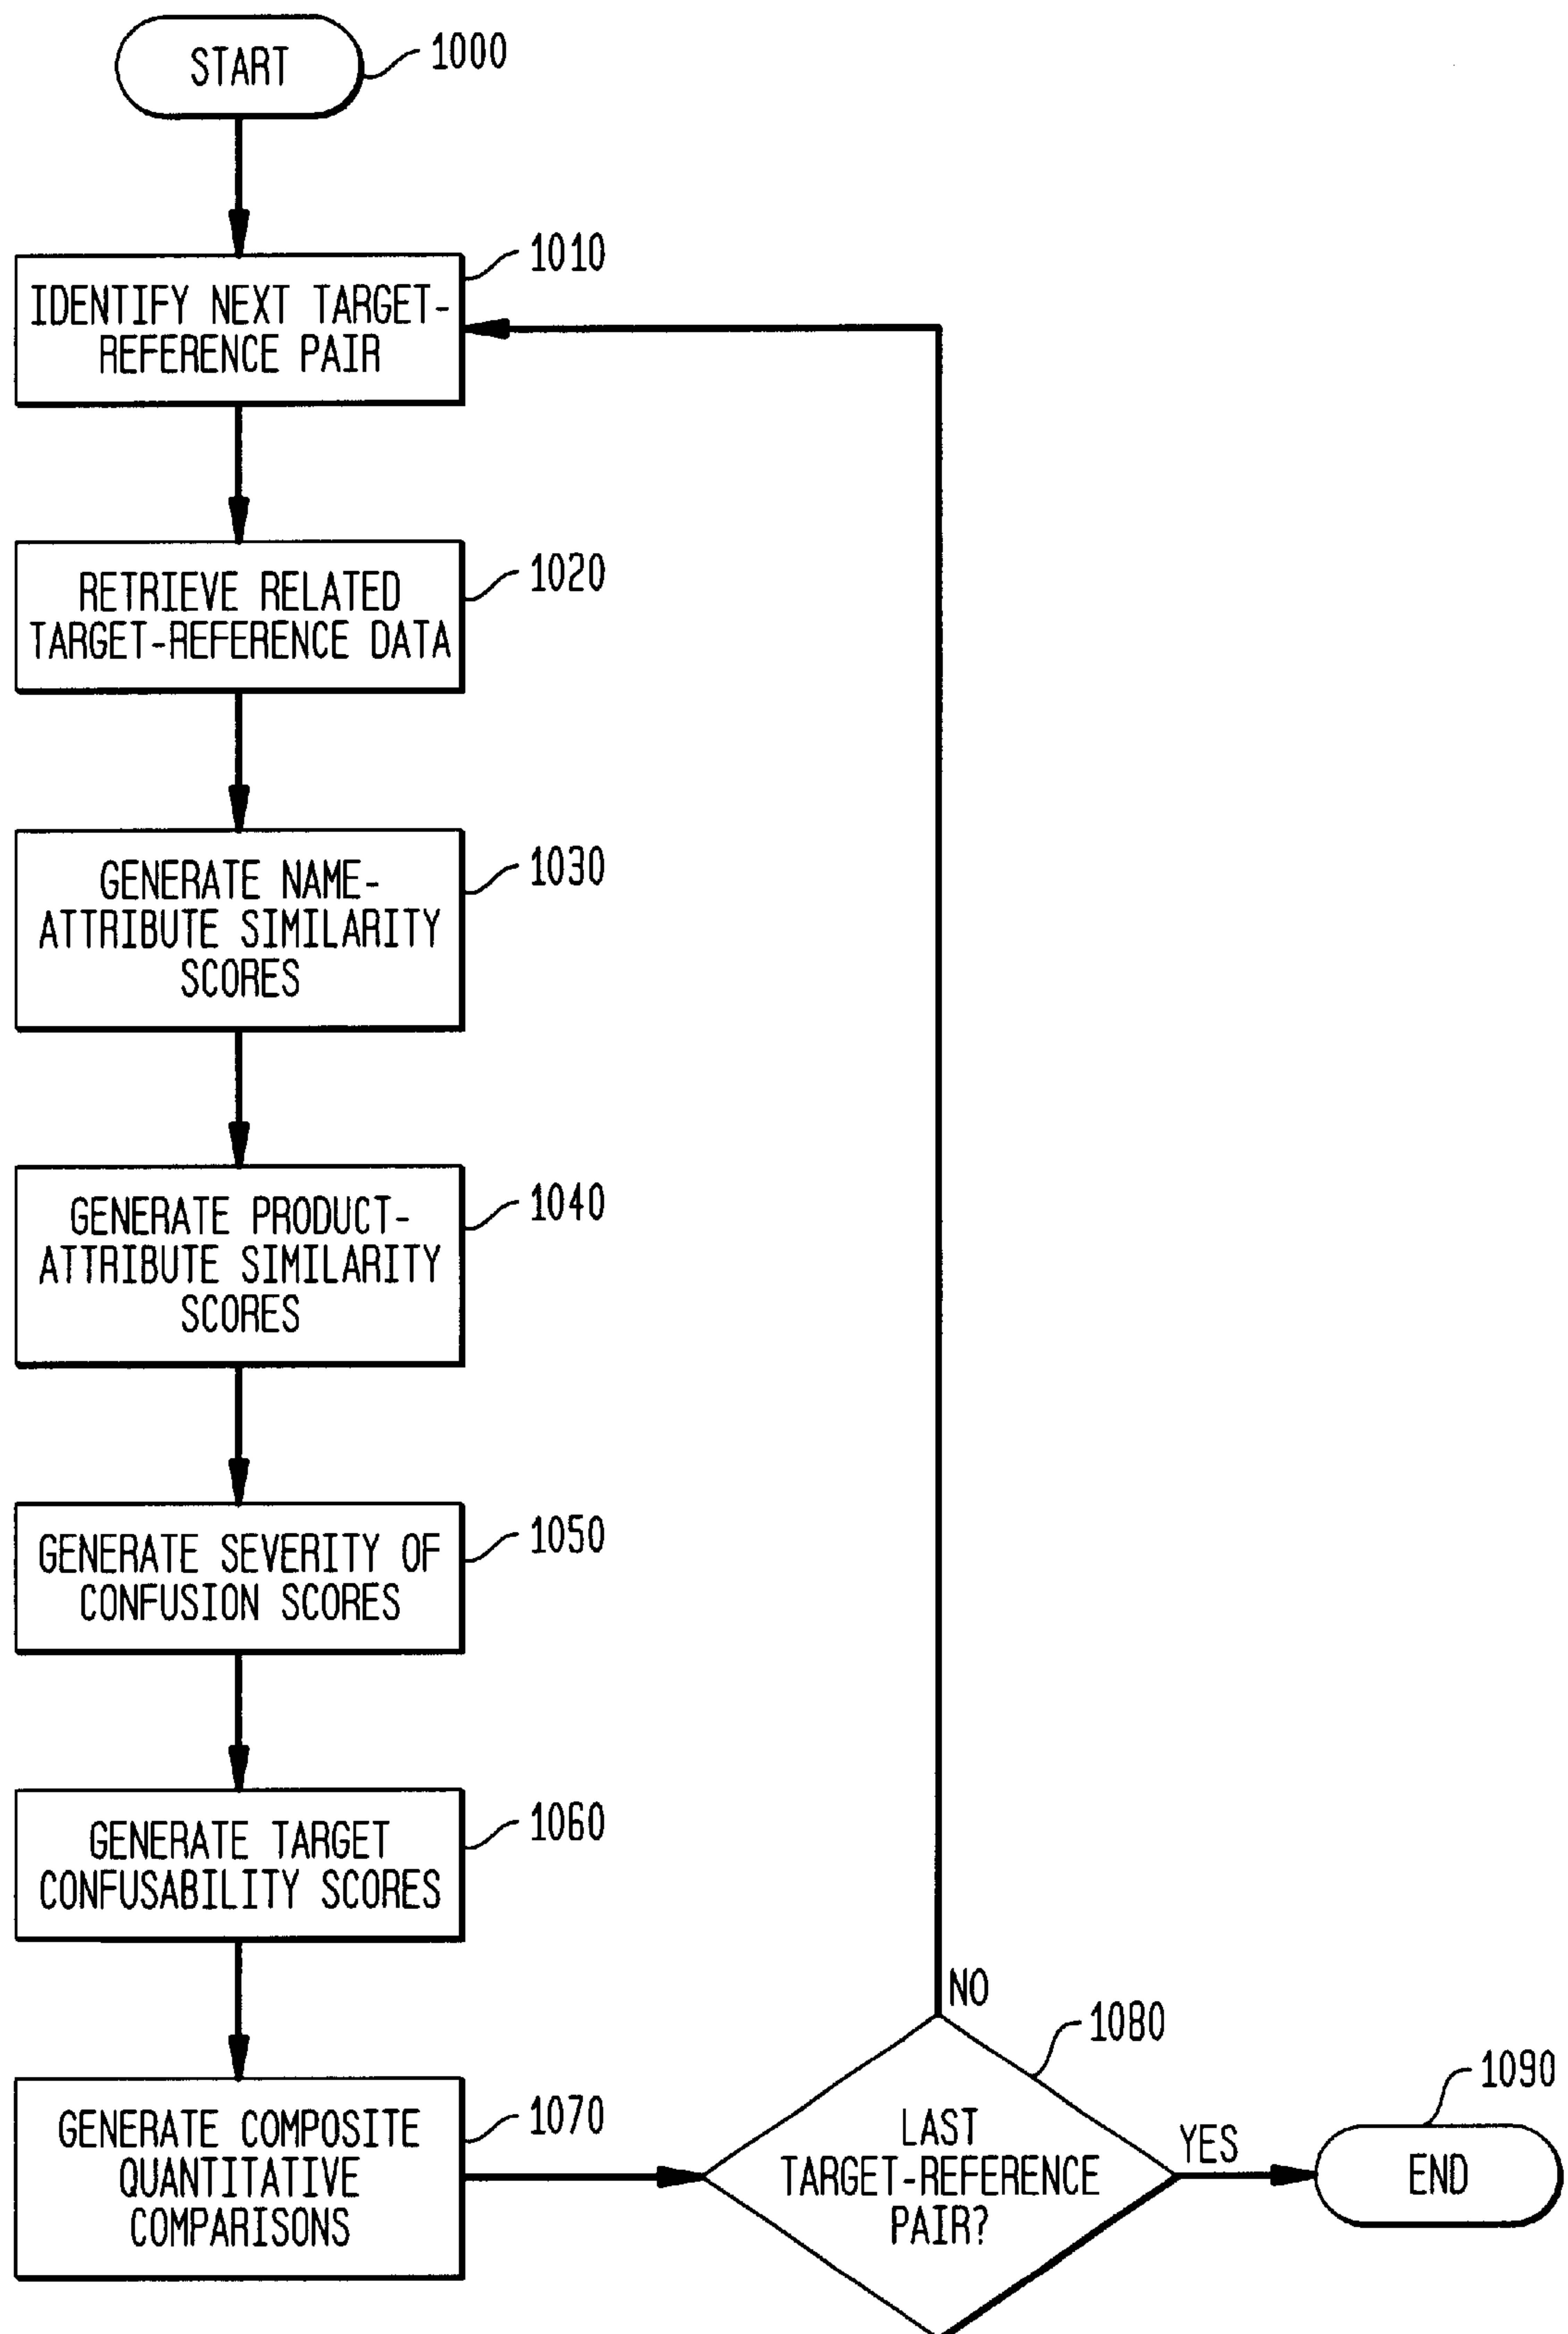 START
1000
1010
IDENTIFY NEXT TARGET-
REFERENCE PAIR
1020
RETRIEVE RELATED
TARGET-REFERENCE DATA
1030
GENERATE NAME-
ATTRIBUTE SIMILARITY
SCORES
1040
GENERATE PRODUCT-
ATTRIBUTE SIMILARITY
SCORES
1050
GENERATE SEVERITY OF
CONFUSION SCORES
1060
GENERATE TARGET
CONFUSABILITY SCORES
1070
GENERATE COMPOSITE
QUANTITATIVE
COMPARISONS
NO
1080
LAST
TARGET-REFERENCE
PAIR?
YES
1090
END